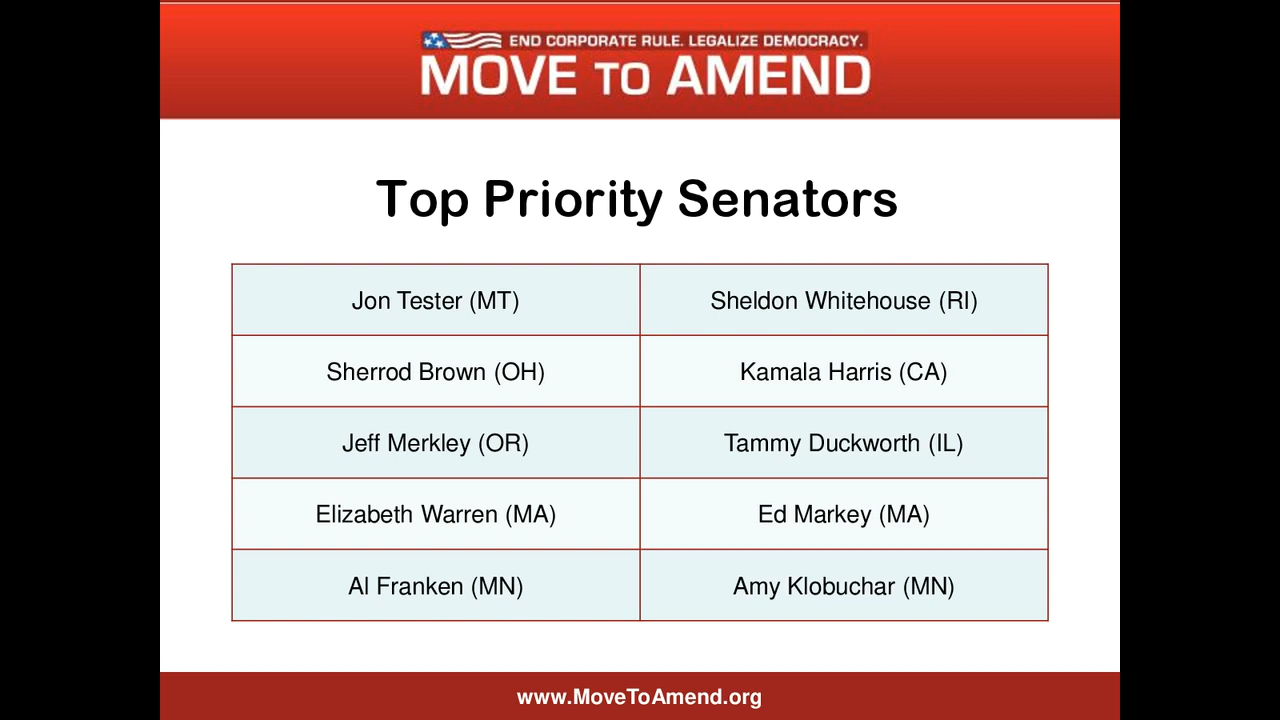 END CORPORATE RULE. LEGALIZE DEMOCRACY.
MOVE TO AMEND
Top Priority Senators
Jon Tester (MT) Sheldon Whitehouse (RI)
Sherrod Brown (OH) Kamala Harris (CA)
Jeff Merkley (OR) Tammy Duckworth (IL)
Elizabeth Warren (MA) Ed Markey (MA)
Al Franken (MN) Amy Klobuchar (MN)
www.MoveToAmend.org